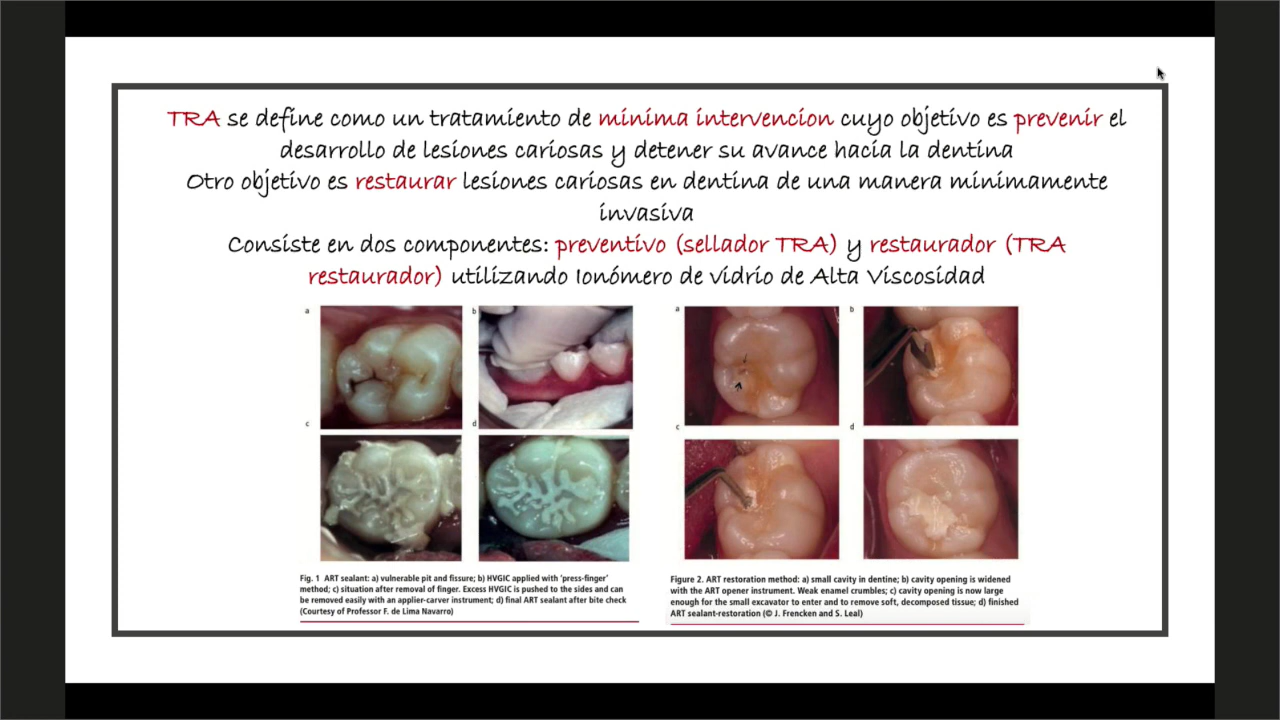 TRA se define como un tratamiento de minima intervencion cuyo objetivo es prevenir el
desarrollo de lesiones cariosas y detener su avance hacia la dentina
Otro objetivo es restaurar lesiones cariosas en dentina de una manera minimamente
invasiva
Consiste en dos componentes: preventivo (sellador TRA) y restaurador (TRA
restaurador) utilizando Ionómero de vidrio de Alta Viscosidad
a
b
c
d
Fig. 1 ART sealant: a) vulnerable pit and fissure; b) HVGIC applied with ‘press-finger’
method; c) situation after removal of finger. Excess HVGIC is pushed to the sides and can
be removed easily with an applier-carver instrument; d) final ART sealant after bite check
(Courtesy of Professor F. de Lima Navarro)
a
b
c
d
Figure 2. ART restoration method: a) small cavity in dentine; b) cavity opening is widened
with the ART opener instrument. Weak enamel crumbles; c) cavity opening is now large
enough for the small excavator to enter and to remove soft, decomposed tissue; d) finished
ART sealant-restoration (© J. Frencken and S. Leal)